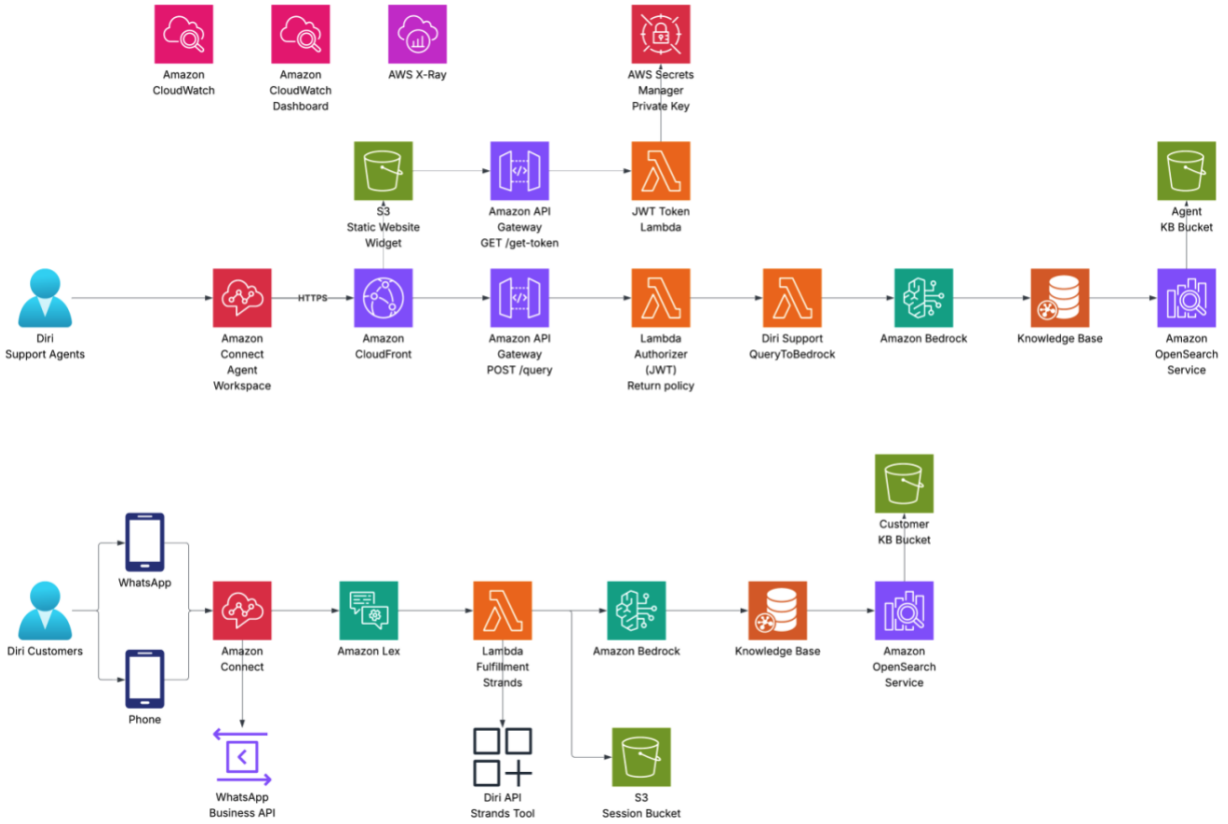 Amazon
CloudWatch
Amazon
CloudWatch
Dashboard
AWS X-Ray
AWS Secrets
Manager
Private Key
S3
Static Website
Widget
Amazon API
Gateway
GET /get-token
JWT Token
Lambda
Agent
KB Bucket
Diri
Support Agents
Amazon
Connect
Agent
Workspace
HTTPS
Amazon
CloudFront
Amazon API
Gateway
POST /query
Lambda
Authorizer
(JWT)
Return policy
Diri Support
QueryToBedrock
Amazon Bedrock
Knowledge Base
Amazon
OpenSearch
Service
Customer
KB Bucket
WhatsApp
Diri Customers
Phone
Amazon
Connect
Amazon Lex
Lambda
Fulfillment
Strands
Amazon Bedrock
Knowledge Base
Amazon
OpenSearch
Service
WhatsApp
Business API
Diri API
Strands Tool
S3
Session Bucket